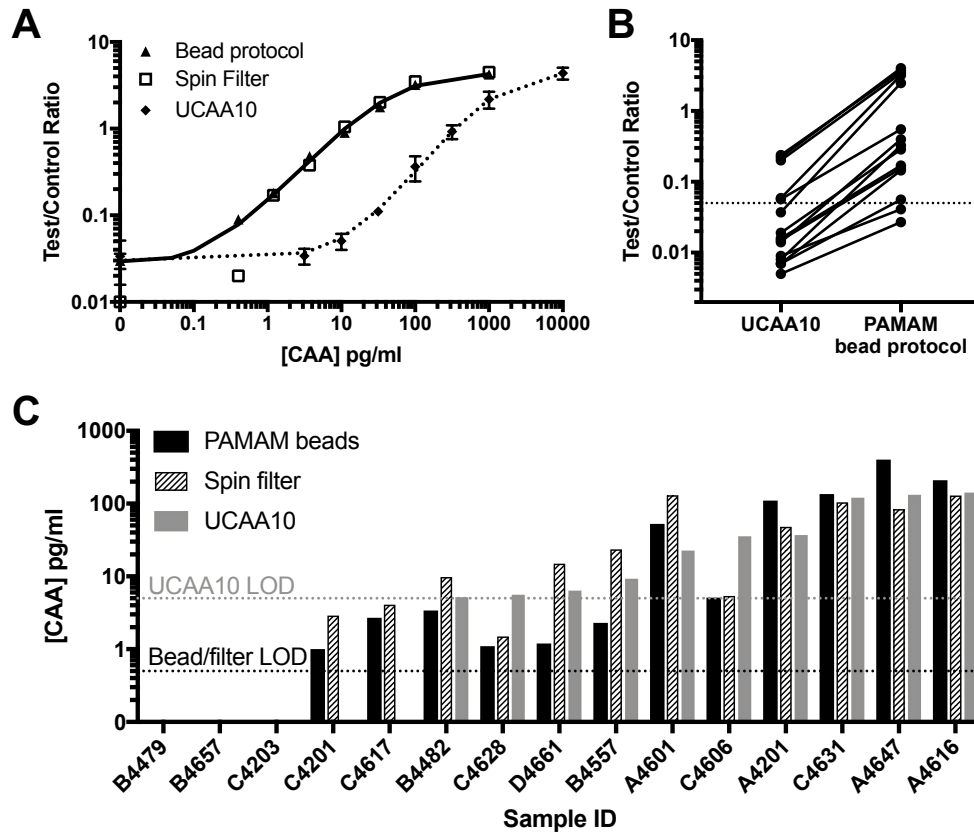 A
Bead protocol
Spin Filter
UCAA10
Test/Control Ratio
10
1
0.1
0.01
0 0.1 1 10 100 1000 10000
[CAA] pg/ml
B
Test/Control Ratio
10
1
0.1
0.01
UCAA10 PAMAM
bead protocol
C
PAMAM beads
Spin filter
UCAA10
[CAA] pg/ml
1000
100
10
1
0
UCAA10 LOD
Bead/filter LOD
B4479 B4657 C4203 C4201 C4617 B4482 C4628 D4661 B4557 A4601 C4606 A4201 C4631 A4647 A4616
Sample ID